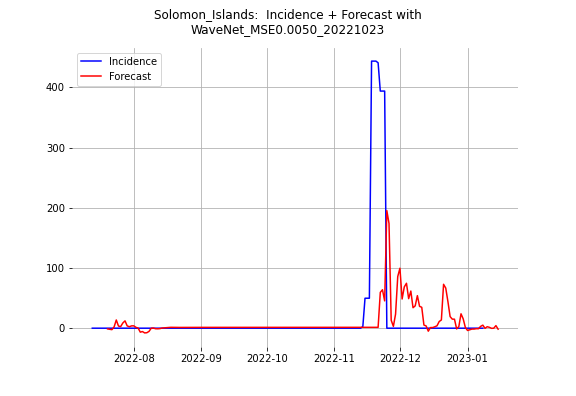 Solomon_Islands:  Incidence + Forecast with
WaveNet_MSE0.0050_20221023
Incidence
Forecast
400
300
200
100
0
2022-08 2022-09 2022-10 2022-11 2022-12 2023-01